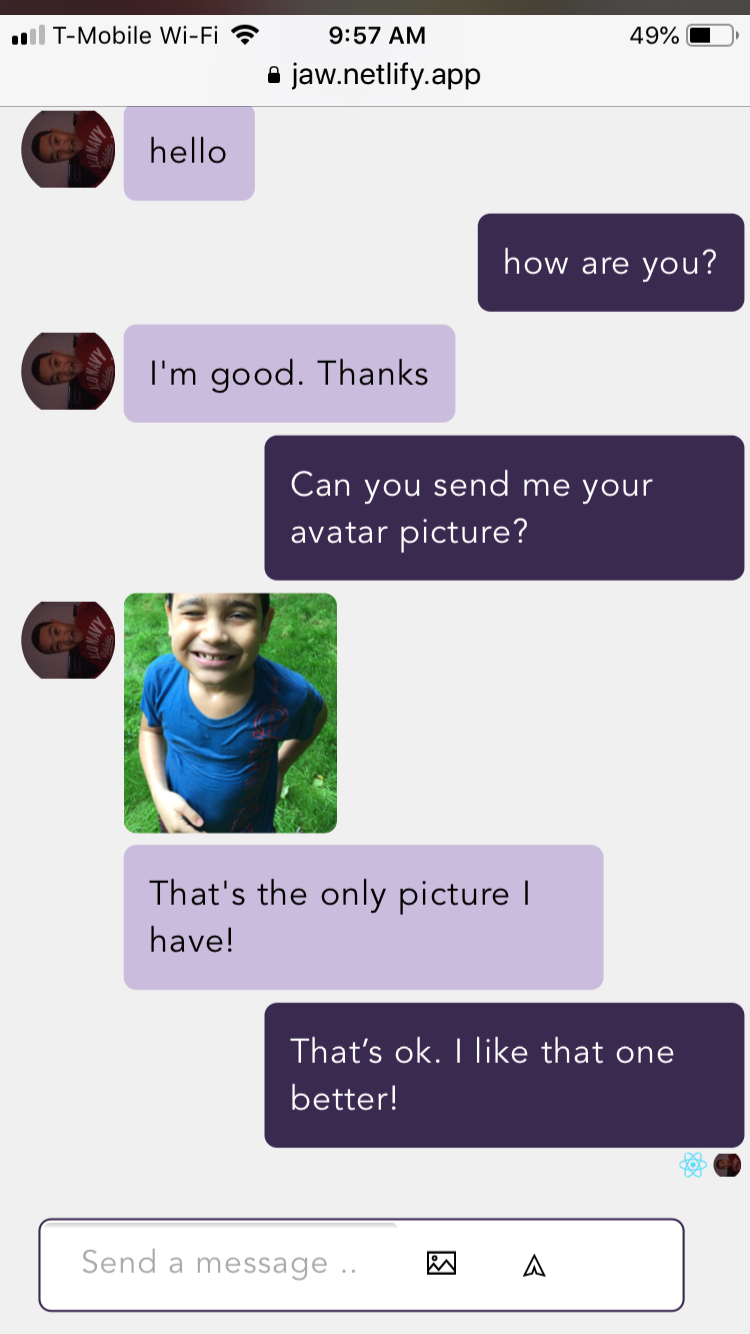 T-Mobile Wi-Fi 9:57 AM 49%
jaw.netlify.app
hello
how are you?
I'm good. Thanks
Can you send me your
avatar picture?
That's the only picture I
have!
That’s ok. I like that one
better!
Send a message ..